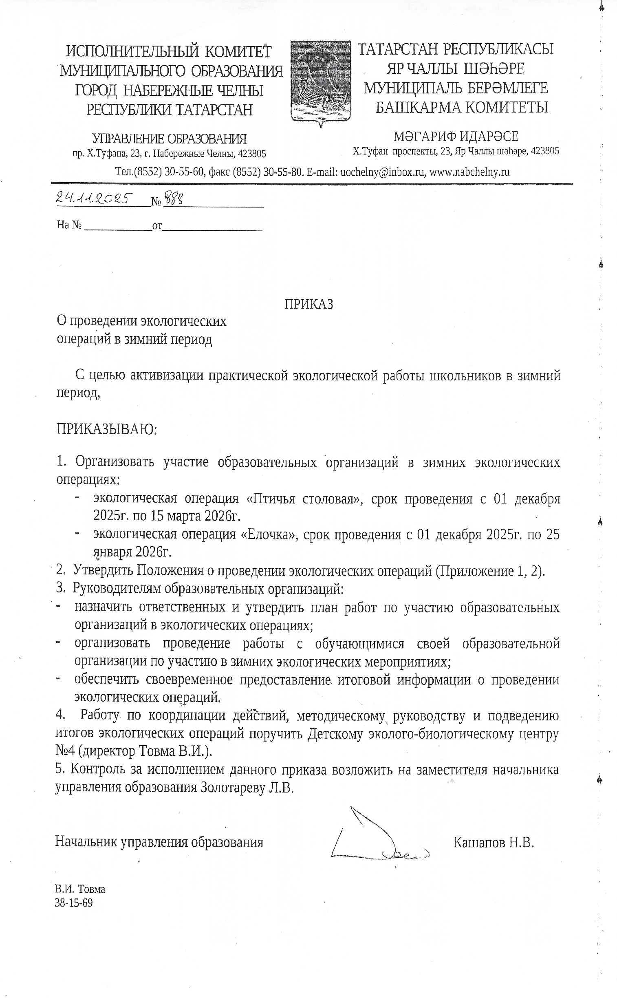 ИСПОЛНИТЕЛЬНЫЙ КОМИТЕТ
МУНИЦИПАЛЬНОГО ОБРАЗОВАНИЯ
ГОРОД НАБЕРЕЖНЫЕ ЧЕЛНЫ
РЕСПУБЛИКИ ТАТАРСТАН
УПРАВЛЕНИЕ ОБРАЗОВАНИЯ
пр. Х.Туфана, 23, г. Набережные Челны, 423805
ТАТАРСТАН РЕСПУБЛИКАСЫ
ЯР ЧАЛЛЫ ШӘҺӘРЕ
МУНИЦИПАЛЬ БЕРӘМЛЕГЕ
БАШКАРМА КОМИТЕТЫ
МӘГАРИФ ИДАРӘСЕ
Х.Туфан проспекты, 23, Яр Чаллы шәһәре, 423805
Тел.(8552) 30-55-60, факс (8552) 30-55-80. E-mail: uochelny@inbox.ru, www.nabchelny.ru
24.11.2025 № 888
На № ____________от__________________
ПРИКАЗ
О проведении экологических
операций в зимний период
С целью активизации практической экологической работы школьников в зимний
период,
ПРИКАЗЫВАЮ:
1. Организовать участие образовательных организаций в зимних экологических
операциях:
- экологическая операция «Птичья столовая», срок проведения с 01 декабря
2025г. по 15 марта 2026г.
- экологическая операция «Елочка», срок проведения с 01 декабря 2025г. по 25
января 2026г.
2. Утвердить Положения о проведении экологических операций (Приложение 1, 2).
3. Руководителям образовательных организаций:
- назначить ответственных и утвердить план работ по участию образовательных
организаций в экологических операциях;
- организовать проведение работы с обучающимися своей образовательной
организации по участию в зимних экологических мероприятиях;
- обеспечить своевременное предоставление итоговой информации о проведении
экологических операций.
4. Работу по координации действий, методическому руководству и подведению
итогов экологических операций поручить Детскому эколого-биологическому центру
№4 (директор Товма В.И.).
5. Контроль за исполнением данного приказа возложить на заместителя начальника
управления образования Золотареву Л.В.
Начальник управления образования Кашапов Н.В.
В.И. Товма
38-15-69